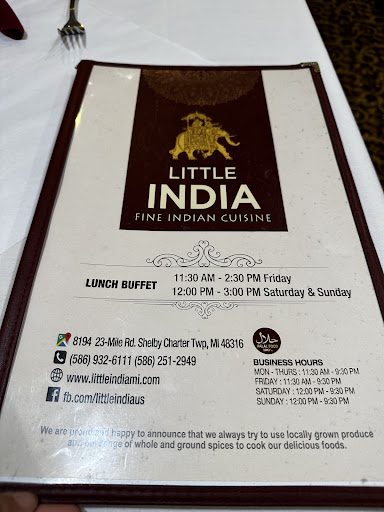 LITTLE
INDIA
FINE INDIAN CUISINE
LUNCH BUFFET
11:30 AM - 2:30 PM Friday
12:00 PM - 3:00 PM Saturday & Sunday
8194 23-Mile Rd. Shelby Charter Twp, MI 48316
(586) 932-6111 (586) 251-2949
www.littleindiami.com
fb.com/littleindiaus
حلال
HALAL FOOD
BUSINESS HOURS
MON - THURS : 11:30 AM - 9:30 PM
FRIDAY : 11:30 AM - 9:30 PM
SATURDAY : 12:00 PM - 9:30 PM
SUNDAY : 12:00 PM - 9:30 PM
We are proud and happy to announce that we always try to use locally grown produce
and of whole and ground spices to cook our delicious foods.